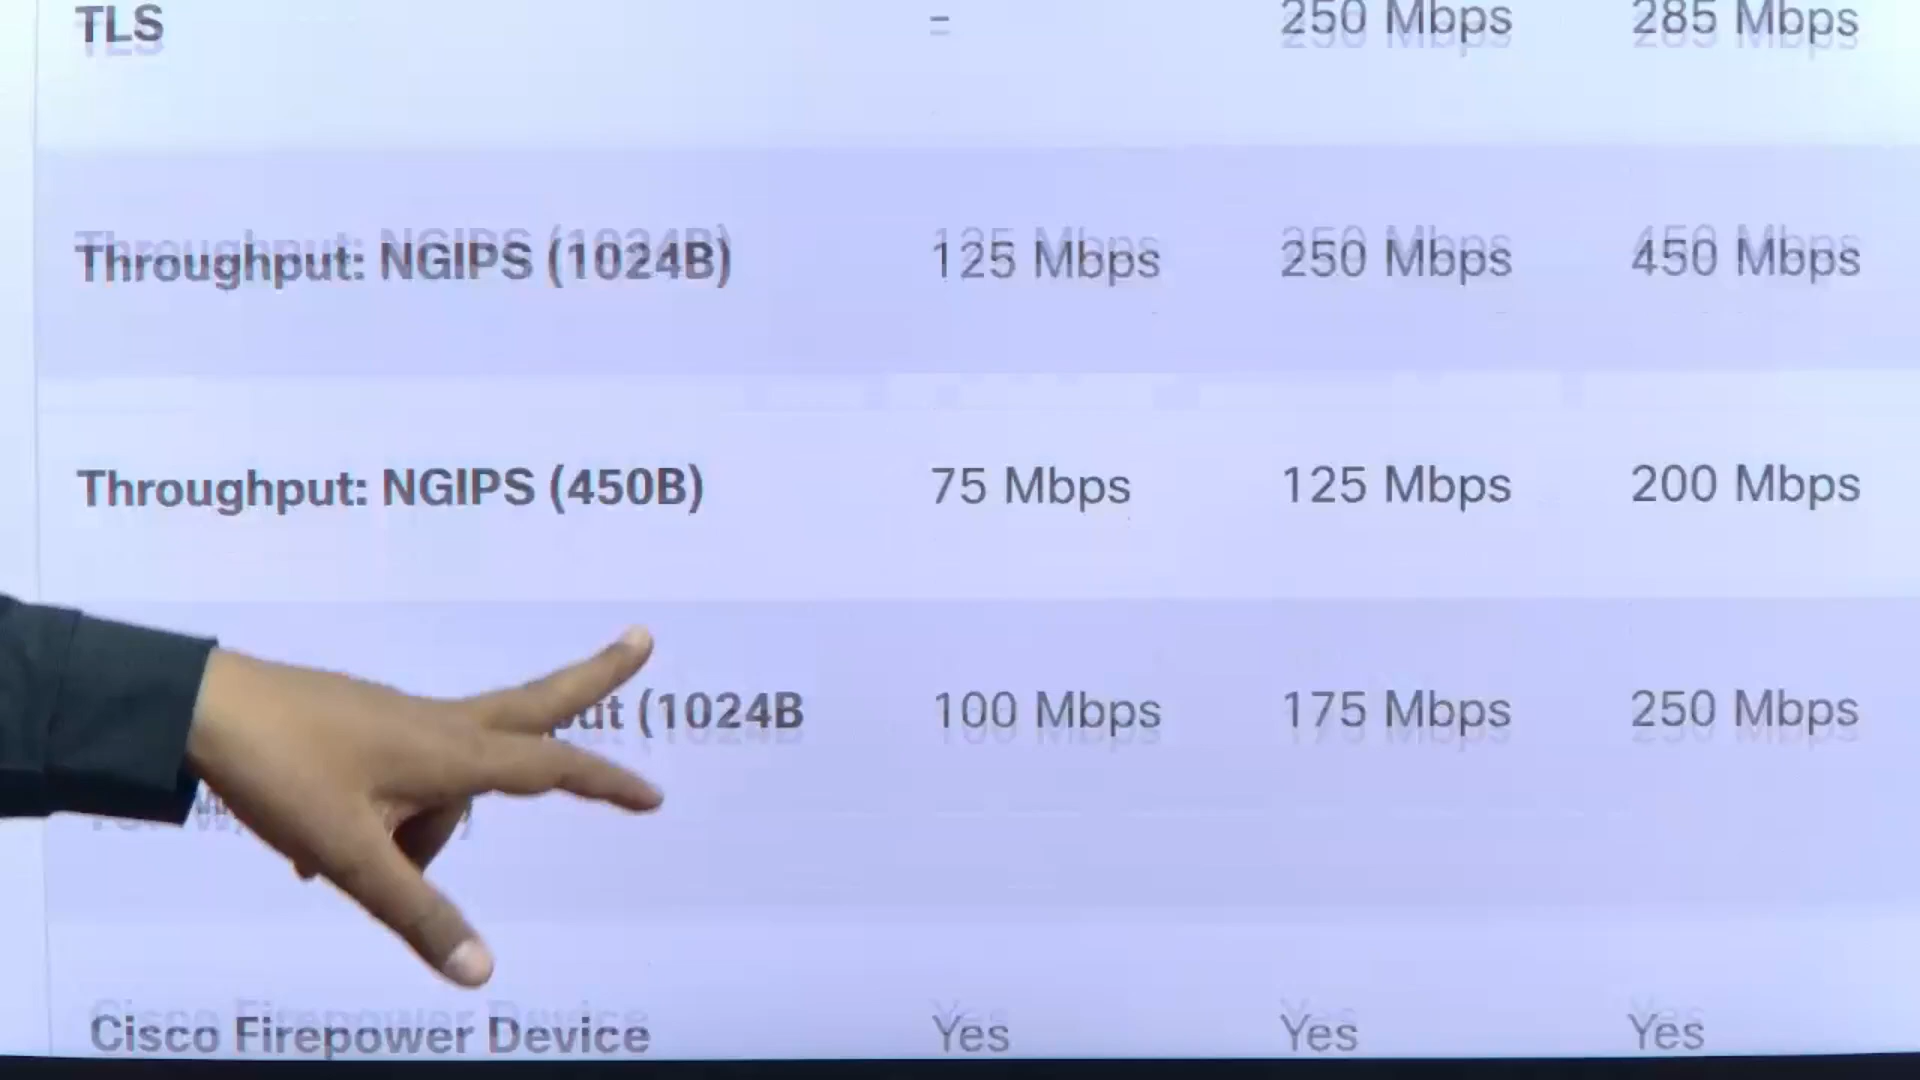 TLS - 250 Mbps 285 Mbps
Throughput: NGIPS (1024B) 125 Mbps 250 Mbps 450 Mbps
Throughput: NGIPS (450B) 75 Mbps 125 Mbps 200 Mbps
(1024B 100 Mbps 175 Mbps 250 Mbps
Cisco Firepower Device Yes Yes Yes